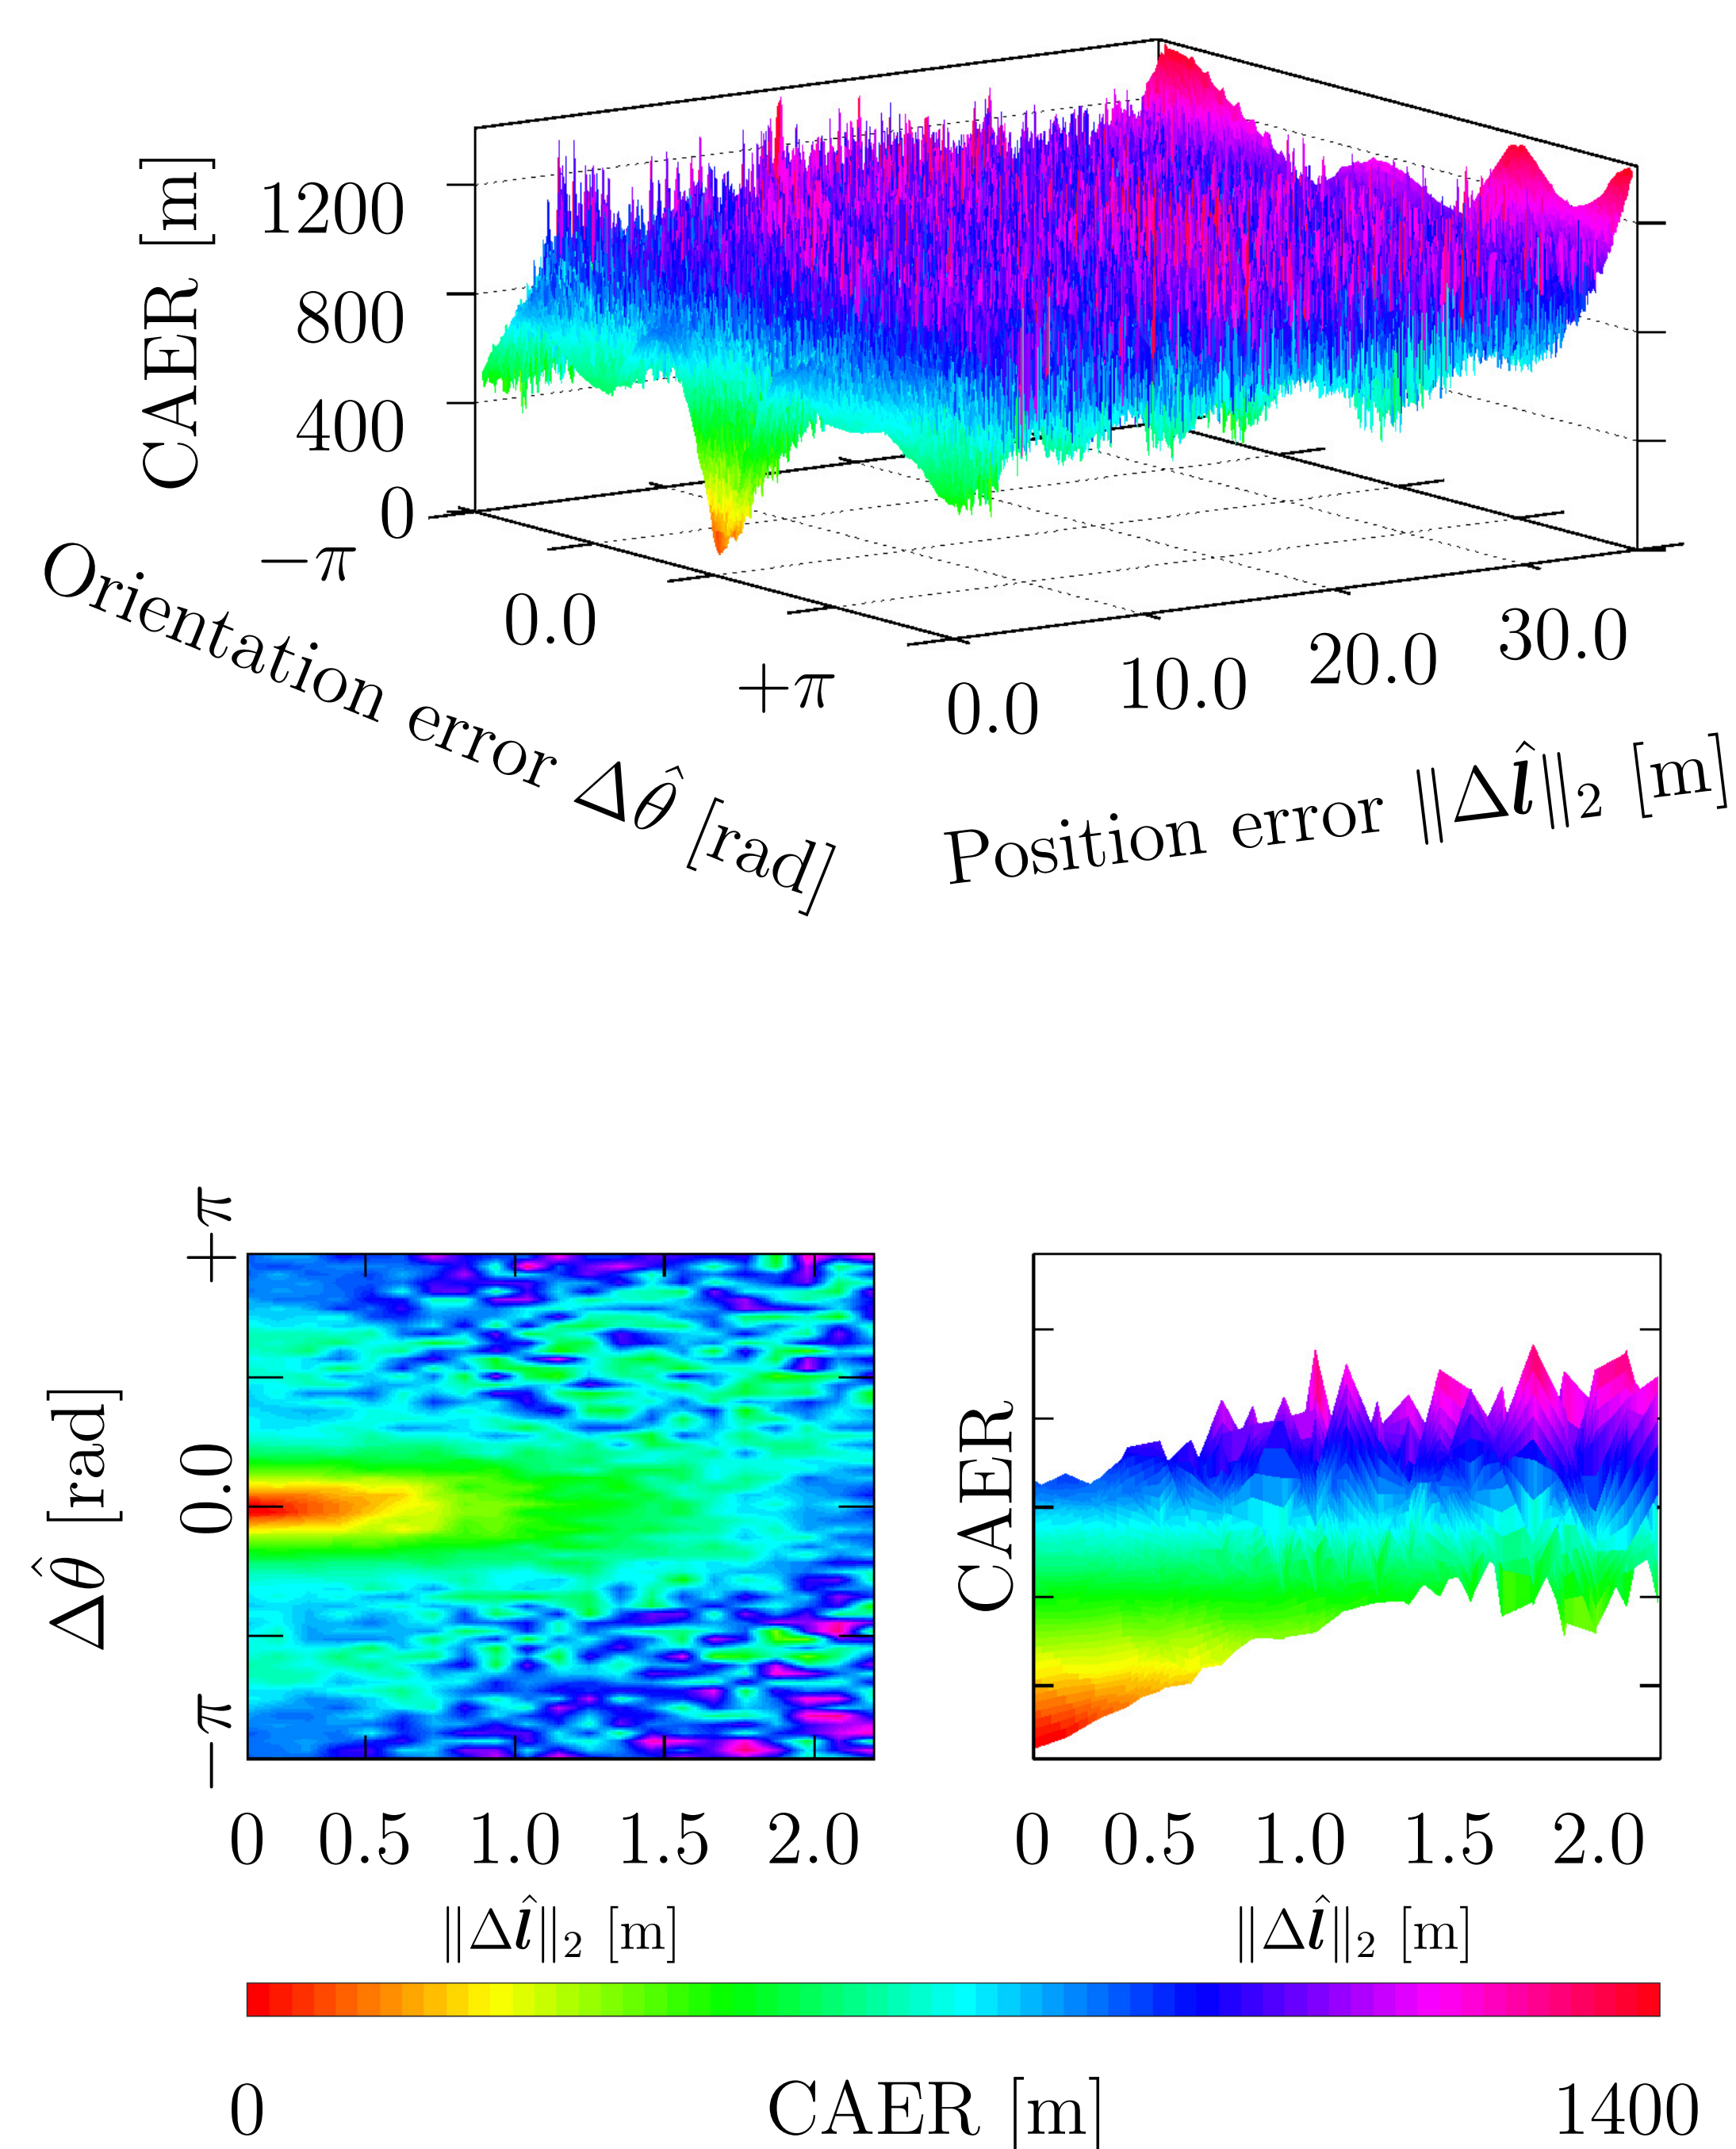 CAER [m]
1200
800
400
0
−π
0.0
+π
Orientation error Δθ̂ [rad]
0.0
10.0
20.0
30.0
Position error ‖Δl̂‖₂ [m]
+π
0.0
−π
Δθ̂ [rad]
0 0.5 1.0 1.5 2.0
‖Δl̂‖₂ [m]
CAER
0 0.5 1.0 1.5 2.0
‖Δl̂‖₂ [m]
0 CAER [m] 1400